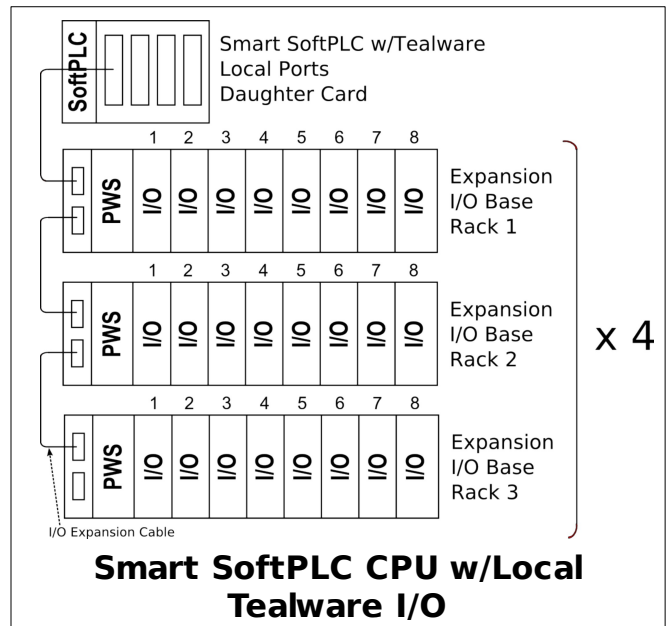 SoftPLC
Smart SoftPLC w/Tealware
Local Ports
Daughter Card
1 2 3 4 5 6 7 8
PWS I/O I/O I/O I/O I/O I/O I/O I/O
Expansion
I/O Base
Rack 1
1 2 3 4 5 6 7 8
PWS I/O I/O I/O I/O I/O I/O I/O I/O
Expansion
I/O Base
Rack 2
x 4
1 2 3 4 5 6 7 8
PWS I/O I/O I/O I/O I/O I/O I/O I/O
Expansion
I/O Base
Rack 3
I/O Expansion Cable
Smart SoftPLC CPU w/Local
Tealware I/O